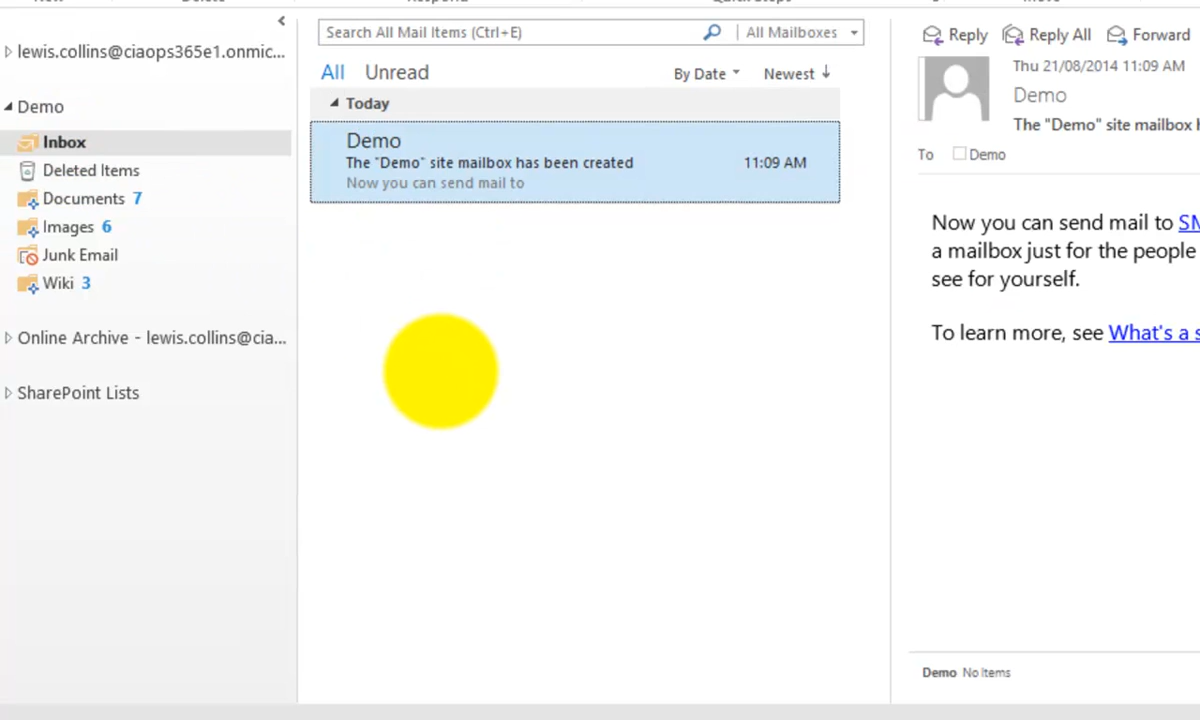 lewis.collins@ciaops365e1.onmic...
Demo
Inbox
Deleted Items
Documents 7
Images 6
Junk Email
Wiki 3
Online Archive - lewis.collins@cia...
SharePoint Lists
Search All Mail Items (Ctrl+E)
All Mailboxes
All Unread
By Date Newest
Today
Demo
The "Demo" site mailbox has been created 11:09 AM
Now you can send mail to
Reply Reply All Forward
Thu 21/08/2014 11:09 AM
Demo
The "Demo" site mailbox
To Demo
Now you can send mail to
a mailbox just for the people
see for yourself.
To learn more, see What's a
Demo No Items